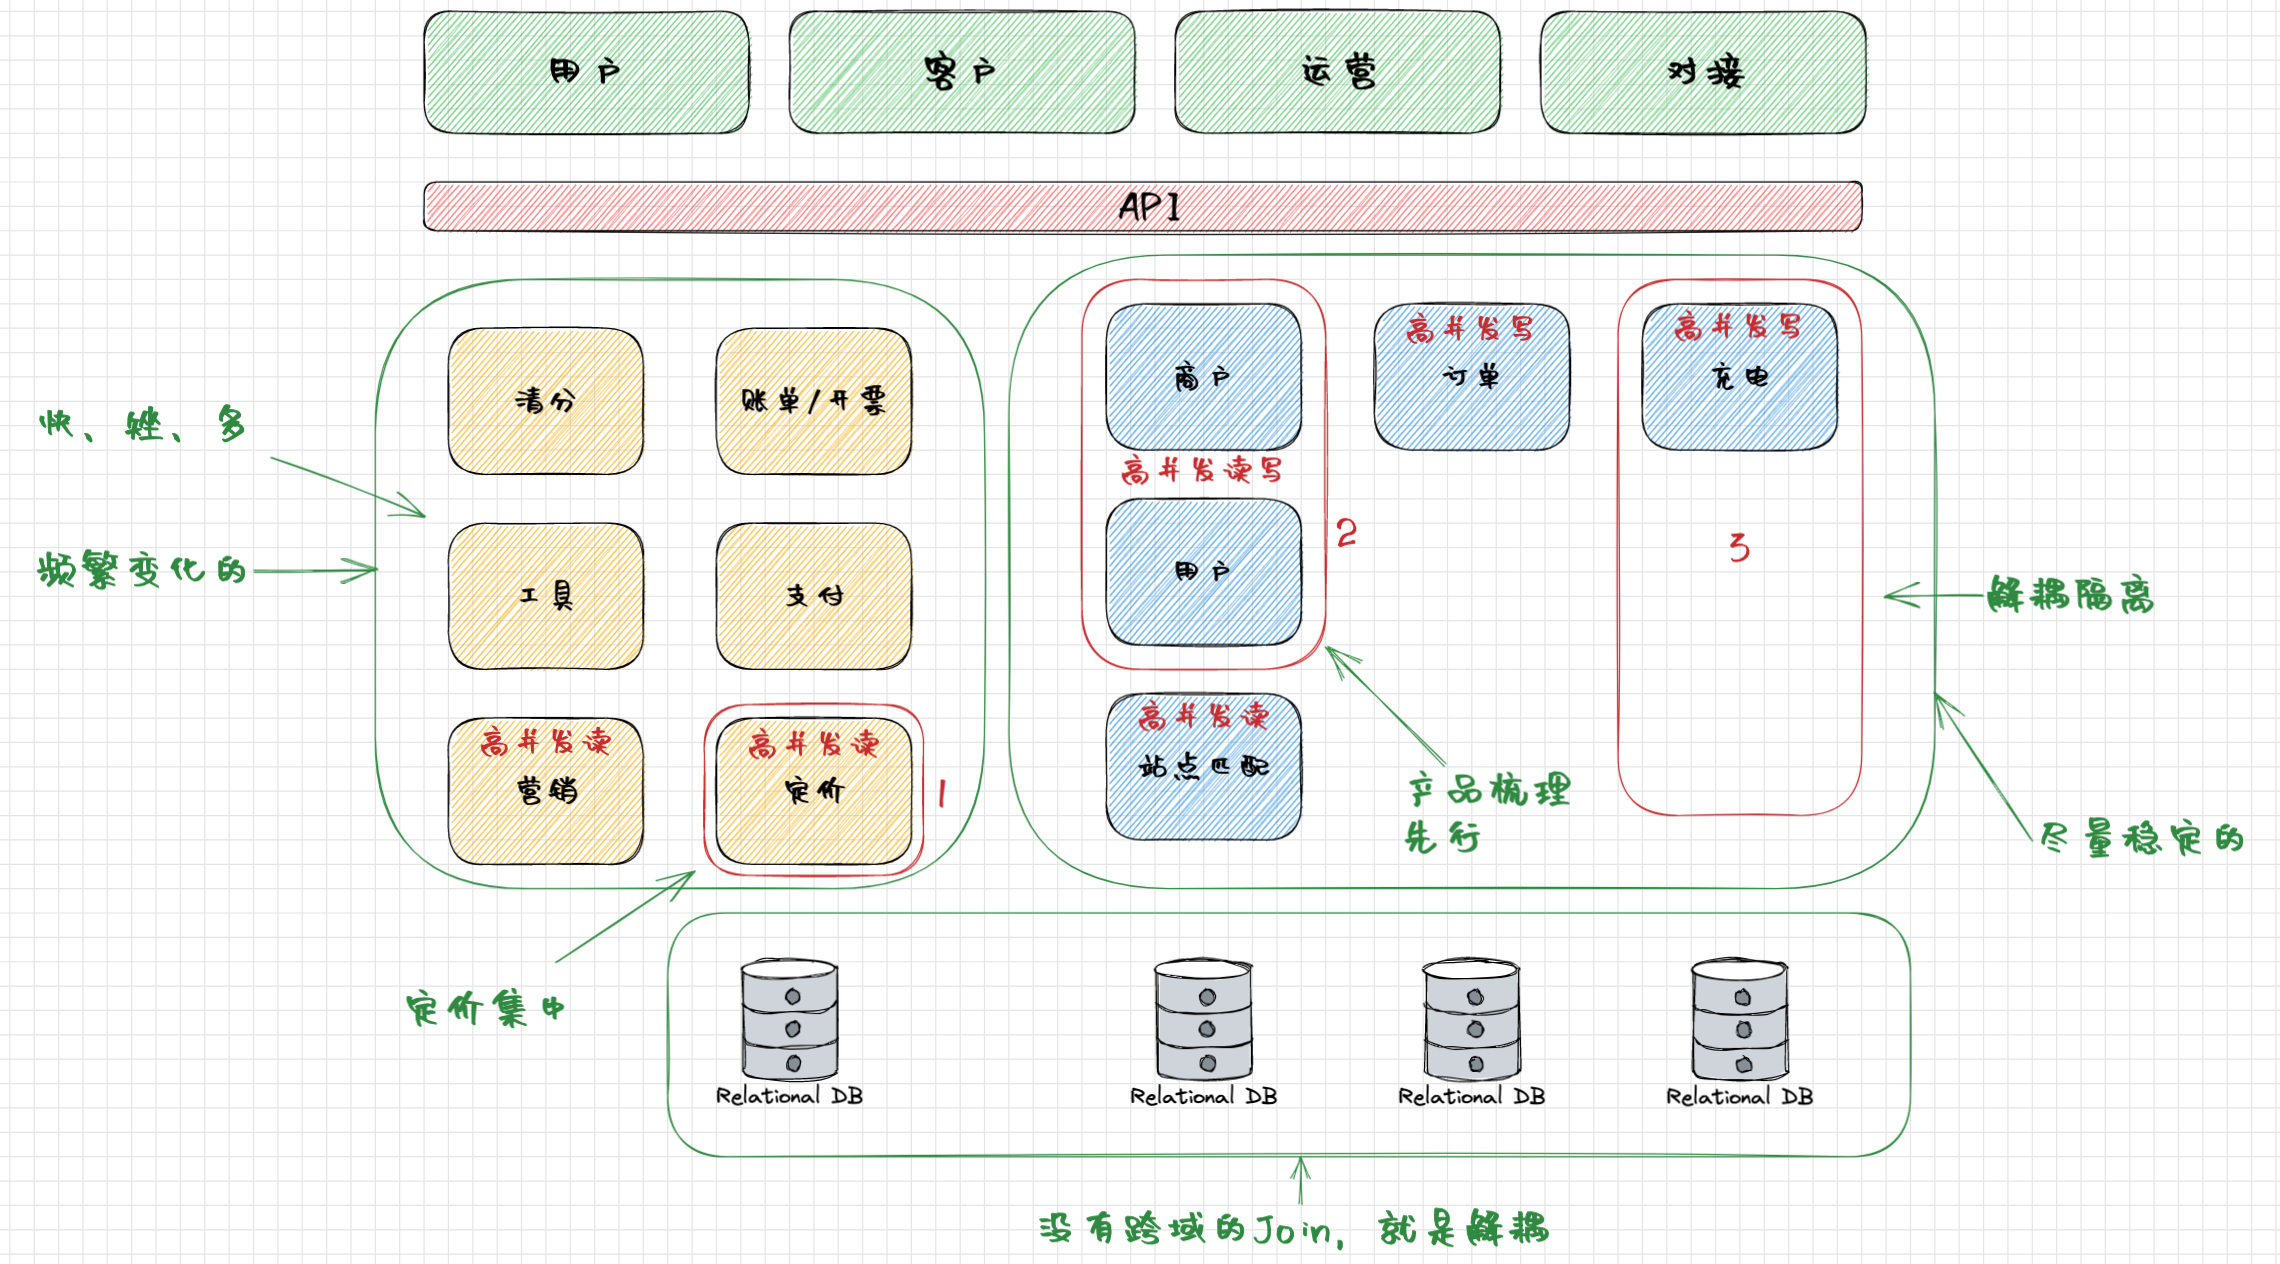 用户
客户
运营
对接
API
清分
账单/开票
工具
支付
高并发读
营销
高并发读
定价
1
商户
高并发读写
用户
2
高并发写
订单
高并发写
充电
3
高并发读
站点匹配
快、矬、多
频繁变化的
定价集中
产品梳理
先行
解耦隔离
尽量稳定的
Relational DB
Relational DB
Relational DB
Relational DB
没有跨域的Join，就是解耦